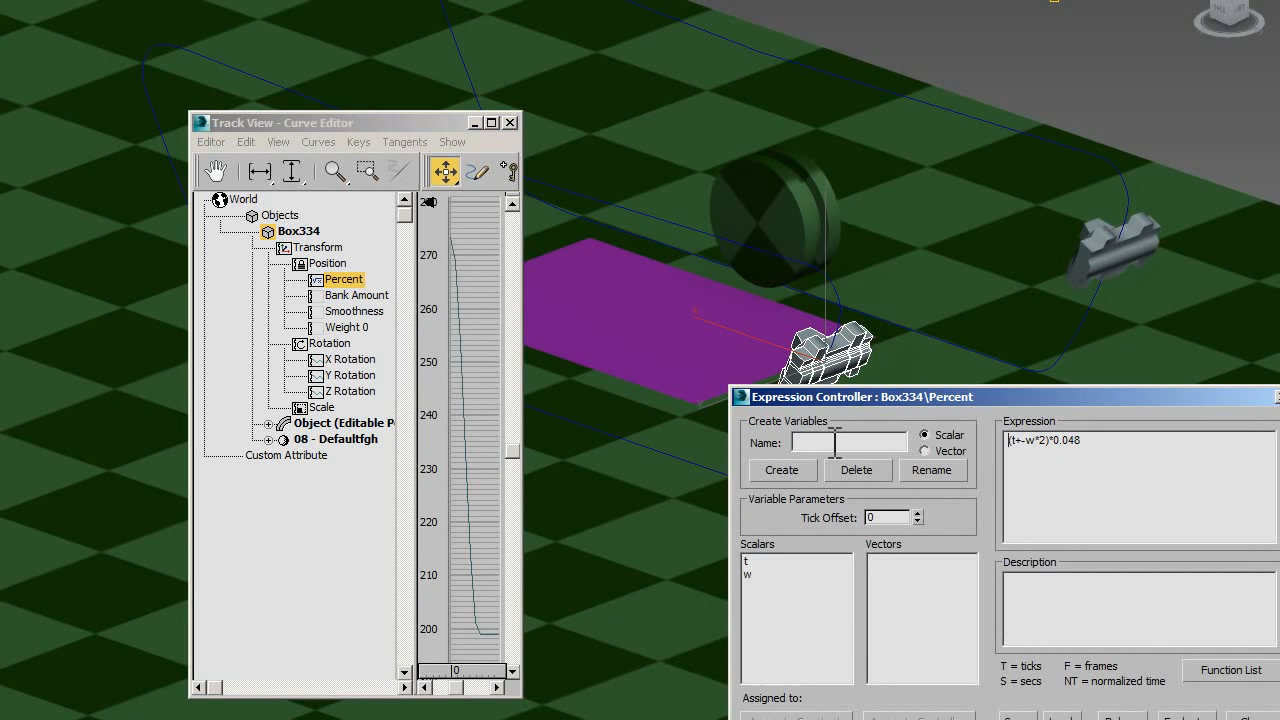 Track View - Curve Editor
Editor Edit View Curves Keys Tangents Show
World
Objects
Box334
Transform
Position
Percent
Bank Amount
Smoothness
Weight 0
Rotation
X Rotation
Y Rotation
Z Rotation
Scale
Object (Editable P
08 - Defaultfgh
Custom Attribute
270
260
250
240
230
220
210
200
0
Expression Controller : Box334\Percent
Create Variables
Name:
Scalar
Vector
Create Delete Rename
Variable Parameters
Tick Offset: 0
Scalars
t
w
Vectors
Assigned to:
Expression
(t+-w*2)*0.048
Description
T = ticks F = frames
S = secs NT = normalized time
Function List